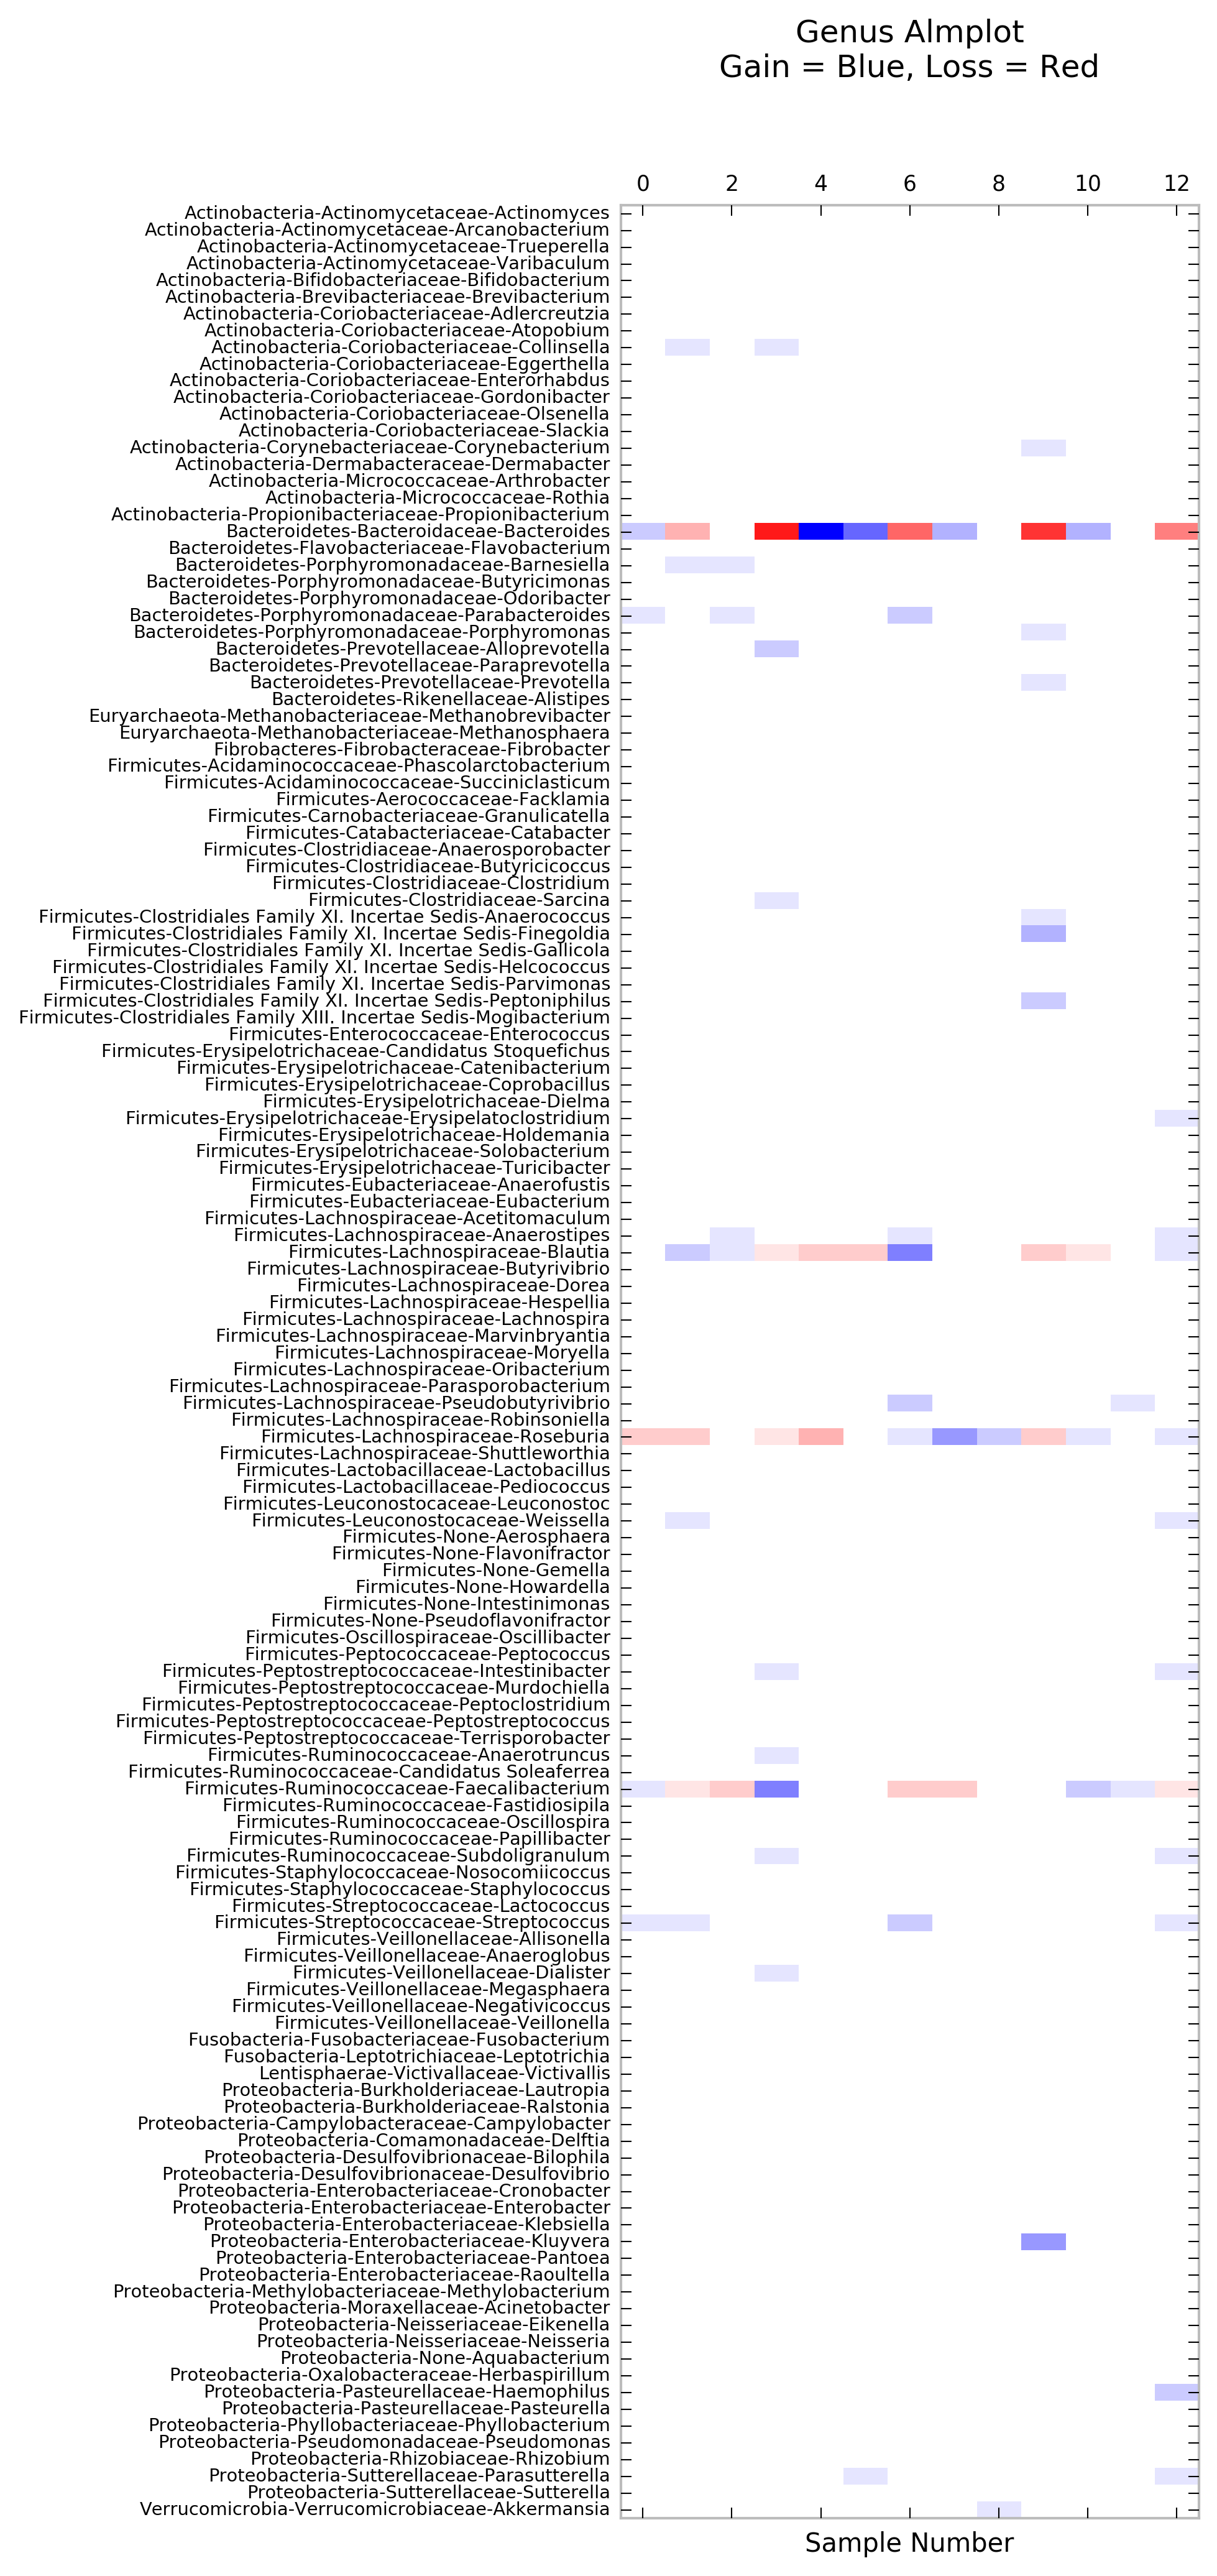 Genus Almplot
Gain = Blue, Loss = Red
0 2 4 6 8 10 12
Actinobacteria-Actinomycetaceae-Actinomyces
Actinobacteria-Actinomycetaceae-Arcanobacterium
Actinobacteria-Actinomycetaceae-Trueperella
Actinobacteria-Actinomycetaceae-Varibaculum
Actinobacteria-Bifidobacteriaceae-Bifidobacterium
Actinobacteria-Brevibacteriaceae-Brevibacterium
Actinobacteria-Coriobacteriaceae-Adlercreutzia
Actinobacteria-Coriobacteriaceae-Atopobium
Actinobacteria-Coriobacteriaceae-Collinsella
Actinobacteria-Coriobacteriaceae-Eggerthella
Actinobacteria-Coriobacteriaceae-Enterorhabdus
Actinobacteria-Coriobacteriaceae-Gordonibacter
Actinobacteria-Coriobacteriaceae-Olsenella
Actinobacteria-Coriobacteriaceae-Slackia
Actinobacteria-Corynebacteriaceae-Corynebacterium
Actinobacteria-Dermabacteraceae-Dermabacter
Actinobacteria-Micrococcaceae-Arthrobacter
Actinobacteria-Micrococcaceae-Rothia
Actinobacteria-Propionibacteriaceae-Propionibacterium
Bacteroidetes-Bacteroidaceae-Bacteroides
Bacteroidetes-Flavobacteriaceae-Flavobacterium
Bacteroidetes-Porphyromonadaceae-Barnesiella
Bacteroidetes-Porphyromonadaceae-Butyricimonas
Bacteroidetes-Porphyromonadaceae-Odoribacter
Bacteroidetes-Porphyromonadaceae-Parabacteroides
Bacteroidetes-Porphyromonadaceae-Porphyromonas
Bacteroidetes-Prevotellaceae-Alloprevotella
Bacteroidetes-Prevotellaceae-Paraprevotella
Bacteroidetes-Prevotellaceae-Prevotella
Bacteroidetes-Rikenellaceae-Alistipes
Euryarchaeota-Methanobacteriaceae-Methanobrevibacter
Euryarchaeota-Methanobacteriaceae-Methanosphaera
Fibrobacteres-Fibrobacteraceae-Fibrobacter
Firmicutes-Acidaminococcaceae-Phascolarctobacterium
Firmicutes-Acidaminococcaceae-Succiniclasticum
Firmicutes-Aerococcaceae-Facklamia
Firmicutes-Carnobacteriaceae-Granulicatella
Firmicutes-Catabacteriaceae-Catabacter
Firmicutes-Clostridiaceae-Anaerosporobacter
Firmicutes-Clostridiaceae-Butyricicoccus
Firmicutes-Clostridiaceae-Clostridium
Firmicutes-Clostridiaceae-Sarcina
Firmicutes-Clostridiales Family XI. Incertae Sedis-Anaerococcus
Firmicutes-Clostridiales Family XI. Incertae Sedis-Finegoldia
Firmicutes-Clostridiales Family XI. Incertae Sedis-Gallicola
Firmicutes-Clostridiales Family XI. Incertae Sedis-Helcococcus
Firmicutes-Clostridiales Family XI. Incertae Sedis-Parvimonas
Firmicutes-Clostridiales Family XI. Incertae Sedis-Peptoniphilus
Firmicutes-Clostridiales Family XIII. Incertae Sedis-Mogibacterium
Firmicutes-Enterococcaceae-Enterococcus
Firmicutes-Erysipelotrichaceae-Candidatus Stoquefichus
Firmicutes-Erysipelotrichaceae-Catenibacterium
Firmicutes-Erysipelotrichaceae-Coprobacillus
Firmicutes-Erysipelotrichaceae-Dielma
Firmicutes-Erysipelotrichaceae-Erysipelatoclostridium
Firmicutes-Erysipelotrichaceae-Holdemania
Firmicutes-Erysipelotrichaceae-Solobacterium
Firmicutes-Erysipelotrichaceae-Turicibacter
Firmicutes-Eubacteriaceae-Anaerofustis
Firmicutes-Eubacteriaceae-Eubacterium
Firmicutes-Lachnospiraceae-Acetitomaculum
Firmicutes-Lachnospiraceae-Anaerostipes
Firmicutes-Lachnospiraceae-Blautia
Firmicutes-Lachnospiraceae-Butyrivibrio
Firmicutes-Lachnospiraceae-Dorea
Firmicutes-Lachnospiraceae-Hespellia
Firmicutes-Lachnospiraceae-Lachnospira
Firmicutes-Lachnospiraceae-Marvinbryantia
Firmicutes-Lachnospiraceae-Moryella
Firmicutes-Lachnospiraceae-Oribacterium
Firmicutes-Lachnospiraceae-Parasporobacterium
Firmicutes-Lachnospiraceae-Pseudobutyrivibrio
Firmicutes-Lachnospiraceae-Robinsoniella
Firmicutes-Lachnospiraceae-Roseburia
Firmicutes-Lachnospiraceae-Shuttleworthia
Firmicutes-Lactobacillaceae-Lactobacillus
Firmicutes-Lactobacillaceae-Pediococcus
Firmicutes-Leuconostocaceae-Leuconostoc
Firmicutes-Leuconostocaceae-Weissella
Firmicutes-None-Aerosphaera
Firmicutes-None-Flavonifractor
Firmicutes-None-Gemella
Firmicutes-None-Howardella
Firmicutes-None-Intestinimonas
Firmicutes-None-Pseudoflavonifractor
Firmicutes-Oscillospiraceae-Oscillibacter
Firmicutes-Peptococcaceae-Peptococcus
Firmicutes-Peptostreptococcaceae-Intestinibacter
Firmicutes-Peptostreptococcaceae-Murdochiella
Firmicutes-Peptostreptococcaceae-Peptoclostridium
Firmicutes-Peptostreptococcaceae-Peptostreptococcus
Firmicutes-Peptostreptococcaceae-Terrisporobacter
Firmicutes-Ruminococcaceae-Anaerotruncus
Firmicutes-Ruminococcaceae-Candidatus Soleaferrea
Firmicutes-Ruminococcaceae-Faecalibacterium
Firmicutes-Ruminococcaceae-Fastidiosipila
Firmicutes-Ruminococcaceae-Oscillospira
Firmicutes-Ruminococcaceae-Papillibacter
Firmicutes-Ruminococcaceae-Subdoligranulum
Firmicutes-Staphylococcaceae-Nosocomiicoccus
Firmicutes-Staphylococcaceae-Staphylococcus
Firmicutes-Streptococcaceae-Lactococcus
Firmicutes-Streptococcaceae-Streptococcus
Firmicutes-Veillonellaceae-Allisonella
Firmicutes-Veillonellaceae-Anaeroglobus
Firmicutes-Veillonellaceae-Dialister
Firmicutes-Veillonellaceae-Megasphaera
Firmicutes-Veillonellaceae-Negativicoccus
Firmicutes-Veillonellaceae-Veillonella
Fusobacteria-Fusobacteriaceae-Fusobacterium
Fusobacteria-Leptotrichiaceae-Leptotrichia
Lentisphaerae-Victivallaceae-Victivallis
Proteobacteria-Burkholderiaceae-Lautropia
Proteobacteria-Burkholderiaceae-Ralstonia
Proteobacteria-Campylobacteraceae-Campylobacter
Proteobacteria-Comamonadaceae-Delftia
Proteobacteria-Desulfovibrionaceae-Bilophila
Proteobacteria-Desulfovibrionaceae-Desulfovibrio
Proteobacteria-Enterobacteriaceae-Cronobacter
Proteobacteria-Enterobacteriaceae-Enterobacter
Proteobacteria-Enterobacteriaceae-Klebsiella
Proteobacteria-Enterobacteriaceae-Kluyvera
Proteobacteria-Enterobacteriaceae-Pantoea
Proteobacteria-Enterobacteriaceae-Raoultella
Proteobacteria-Methylobacteriaceae-Methylobacterium
Proteobacteria-Moraxellaceae-Acinetobacter
Proteobacteria-Neisseriaceae-Eikenella
Proteobacteria-Neisseriaceae-Neisseria
Proteobacteria-None-Aquabacterium
Proteobacteria-Oxalobacteraceae-Herbaspirillum
Proteobacteria-Pasteurellaceae-Haemophilus
Proteobacteria-Pasteurellaceae-Pasteurella
Proteobacteria-Phyllobacteriaceae-Phyllobacterium
Proteobacteria-Pseudomonadaceae-Pseudomonas
Proteobacteria-Rhizobiaceae-Rhizobium
Proteobacteria-Sutterellaceae-Parasutterella
Proteobacteria-Sutterellaceae-Sutterella
Verrucomicrobia-Verrucomicrobiaceae-Akkermansia
Sample Number